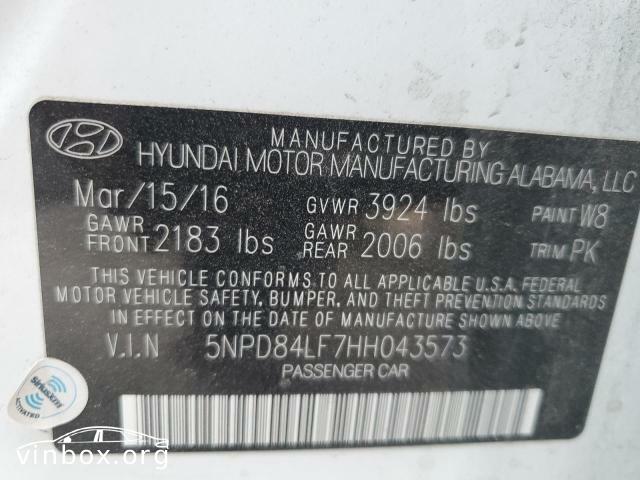 MANUFACTURED BY
HYUNDAI MOTOR MANUFACTURING ALABAMA, LLC
Mar/15/16 GVWR 3924 lbs PAINT W8
GAWR FRONT 2183 lbs GAWR REAR 2006 lbs TRIM PK
THIS VEHICLE CONFORMS TO ALL APPLICABLE U.S.A. FEDERAL
MOTOR VEHICLE SAFETY, BUMPER, AND THEFT PREVENTION STANDARDS
IN EFFECT ON THE DATE OF MANUFACTURE SHOWN ABOVE
V.I.N 5NPD84LF7HH043573
PASSENGER CAR
SiriusXM
ACTIVATED
vinbox.org